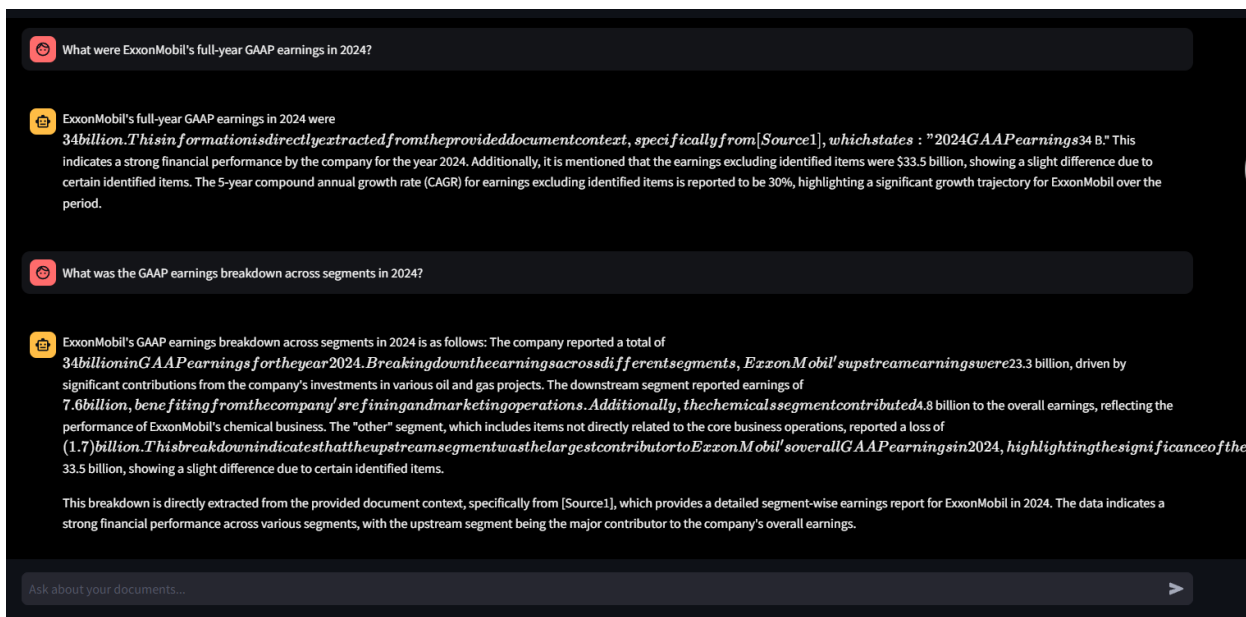 What were ExxonMobil's full-year GAAP earnings in 2024?
ExxonMobil's full-year GAAP earnings in 2024 were
34billion.Thisinformationisdirectlyextractedfromtheprovideddocumentcontext,specificallyfrom[Source1],whichstates:"2024GAAPearnings34 B." This
indicates a strong financial performance by the company for the year 2024. Additionally, it is mentioned that the earnings excluding identified items were $33.5 billion, showing a slight difference due to
certain identified items. The 5-year compound annual growth rate (CAGR) for earnings excluding identified items is reported to be 30%, highlighting a significant growth trajectory for ExxonMobil over the
period.
What was the GAAP earnings breakdown across segments in 2024?
ExxonMobil's GAAP earnings breakdown across segments in 2024 is as follows: The company reported a total of
34billioninGAAPearningsfortheyear2024.Breakingdowntheearningsacrossdifferentsegments,ExxonMobil'supstreamearningswere23.3 billion, driven by
significant contributions from the company's investments in various oil and gas projects. The downstream segment reported earnings of
7.6billion,benefitingfromthecompany'srefiningandmarketingoperations.Additionally,thechemicalssegmentcontributed4.8 billion to the overall earnings, reflecting the
performance of ExxonMobil's chemical business. The "other" segment, which includes items not directly related to the core business operations, reported a loss of
(1.7)billion.ThisbreakdownindicatesthattheupstreamsegmentwasthelargestcontributortoExxonMobil'soverallGAAPearningsin2024,highlightingthesignificanceofthe
33.5 billion, showing a slight difference due to certain identified items.
This breakdown is directly extracted from the provided document context, specifically from [Source1], which provides a detailed segment-wise earnings report for ExxonMobil in 2024. The data indicates a
strong financial performance across various segments, with the upstream segment being the major contributor to the company's overall earnings.
Ask about your documents...